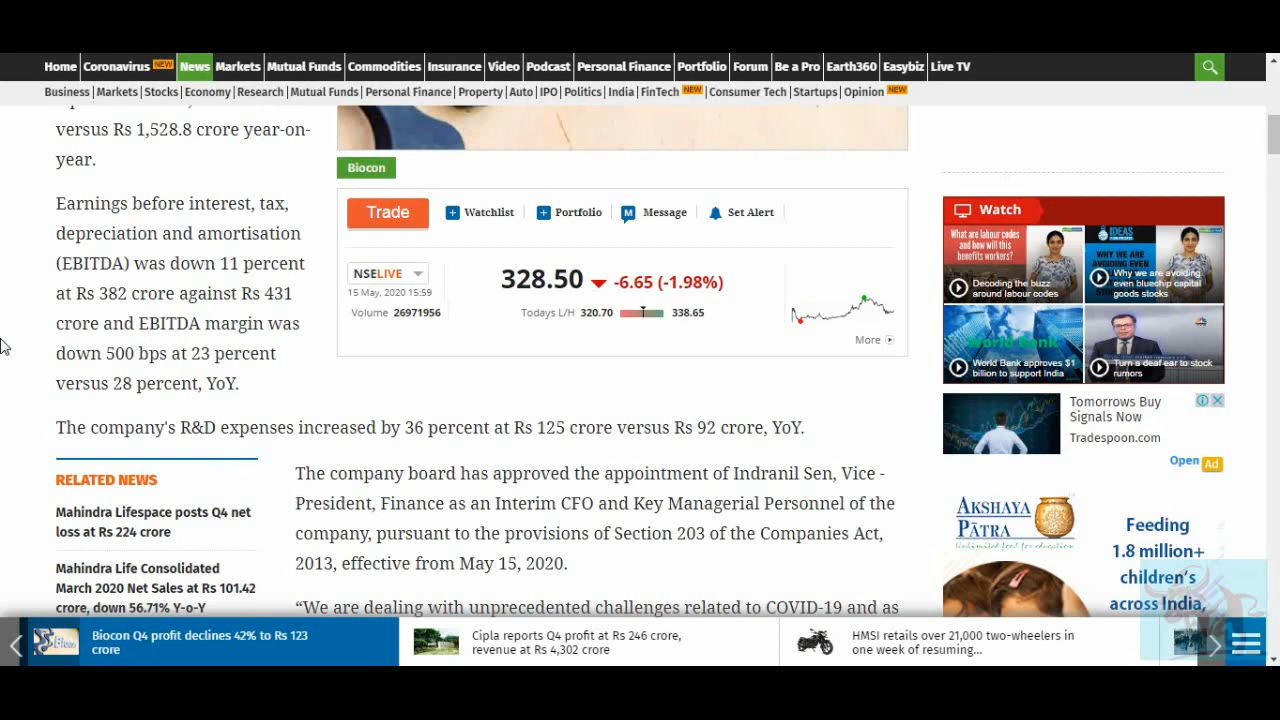 Home Coronavirus NEW News Markets Mutual Funds Commodities Insurance Video Podcast Personal Finance Portfolio Forum Be a Pro Earth360 Easybiz Live TV
Business Markets Stocks Economy Research Mutual Funds Personal Finance Property Auto IPO Politics India FinTech NEW Consumer Tech Startups Opinion NEW
versus Rs 1,528.8 crore year-on-
year.
Earnings before interest, tax,
depreciation and amortisation
(EBITDA) was down 11 percent
at Rs 382 crore against Rs 431
crore and EBITDA margin was
down 500 bps at 23 percent
versus 28 percent, YoY.
Biocon
Trade
Watchlist
Portfolio
M Message
Set Alert
NSELIVE
15 May, 2020 15:59
Volume 26971956
328.50 -6.65 (-1.98%)
Todays L/H 320.70 338.65
More
The company's R&D expenses increased by 36 percent at Rs 125 crore versus Rs 92 crore, YoY.
RELATED NEWS
Mahindra Lifespace posts Q4 net
loss at Rs 224 crore
Mahindra Life Consolidated
March 2020 Net Sales at Rs 101.42
crore, down 56.71% Y-o-Y
The company board has approved the appointment of Indranil Sen, Vice -
President, Finance as an Interim CFO and Key Managerial Personnel of the
company, pursuant to the provisions of Section 203 of the Companies Act,
2013, effective from May 15, 2020.
“We are dealing with unprecedented challenges related to COVID-19 and as
Watch
What are labour codes
and how will this
benefits workers?
Decoding the buzz
around labour codes
IDEAS
WHY WE ARE
AVOIDING EVEN
Why we are avoiding
even bluechip capital
goods stocks
World Bank
World Bank approves $1
billion to support India
Turn a deaf ear to stock
rumors
Tomorrows Buy
Signals Now
Tradespoon.com
Open Ad
AKSHAYA
PĀTRA
Unlimited food for education
Feeding
1.8 million+
children's
across India,
Biocon Q4 profit declines 42% to Rs 123
crore
Cipla reports Q4 profit at Rs 246 crore,
revenue at Rs 4,302 crore
HMSI retails over 21,000 two-wheelers in
one week of resuming...